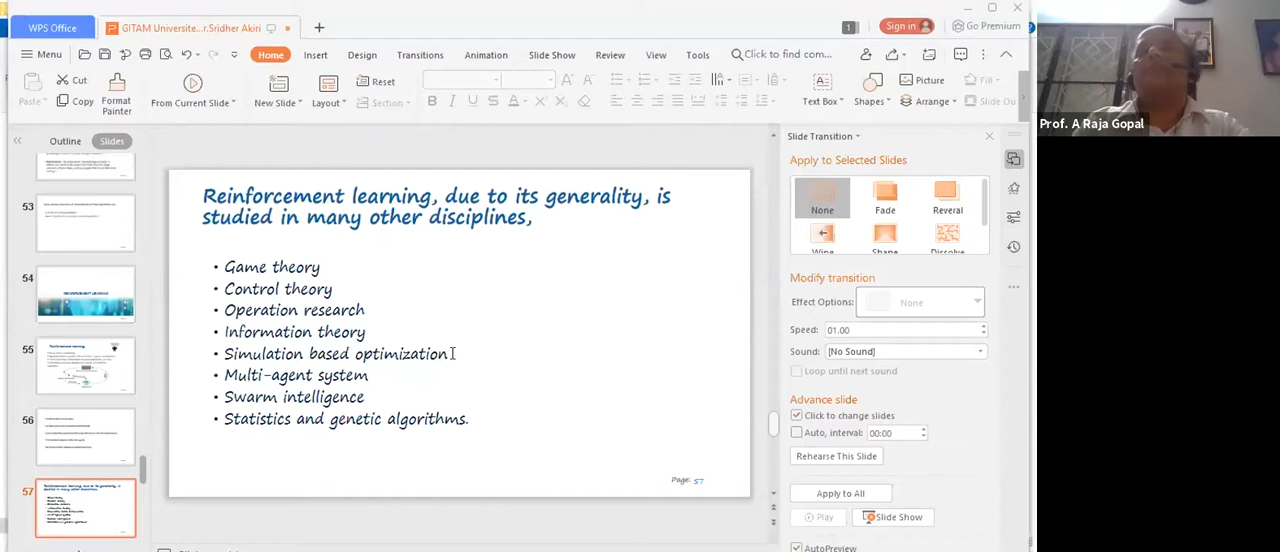 WPS Office
GITAM Universite...r.Sridher Akiri
1
Sign in
Go Premium
Menu
Home
Insert
Design
Transitions
Animation
Slide Show
Review
View
Tools
Click to find com...
Paste
Cut
Copy
Format
Painter
From Current Slide
New Slide
Layout
Reset
Section
B I U S A
Text Box
Shapes
Picture
Arrange
Fill
Slide Ou
Prof. A Raja Gopal
Outline
Slides
53
54
55
56
57
Reinforcement learning, due to its generality, is
studied in many other disciplines,
• Game theory
• Control theory
• Operation research
• Information theory
• Simulation based optimization
• Multi-agent system
• Swarm intelligence
• Statistics and genetic algorithms.
Page: 57
Slide Transition
Apply to Selected Slides
None
Fade
Reveral
Wipe
Shape
Dissolve
Modify transition
Effect Options:
None
Speed: 01.00
Sound: [No Sound]
Loop until next sound
Advance slide
Click to change slides
Auto, interval: 00:00
Rehearse This Slide
Apply to All
Play
Slide Show
AutoPreview